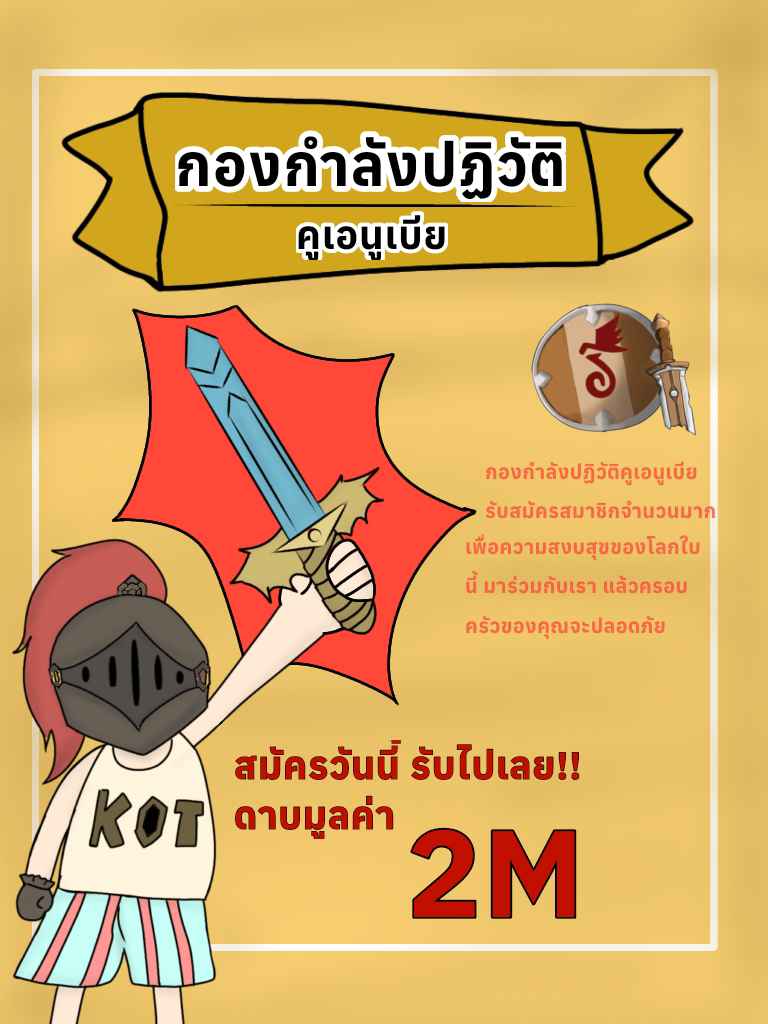 กองกำลังปฏิวัติ
คูเอนูเบีย
กองกำลังปฏิวัติคูเอนูเบีย
รับสมัครสมาชิกจำนวนมาก
เพื่อความสงบสุขของโลกใบ
นี้ มาร่วมกับเรา แล้วครอบ
ครัวของคุณจะปลอดภัย
สมัครวันนี้ รับไปเลย!!
ดาบมูลค่า
2M
KOT